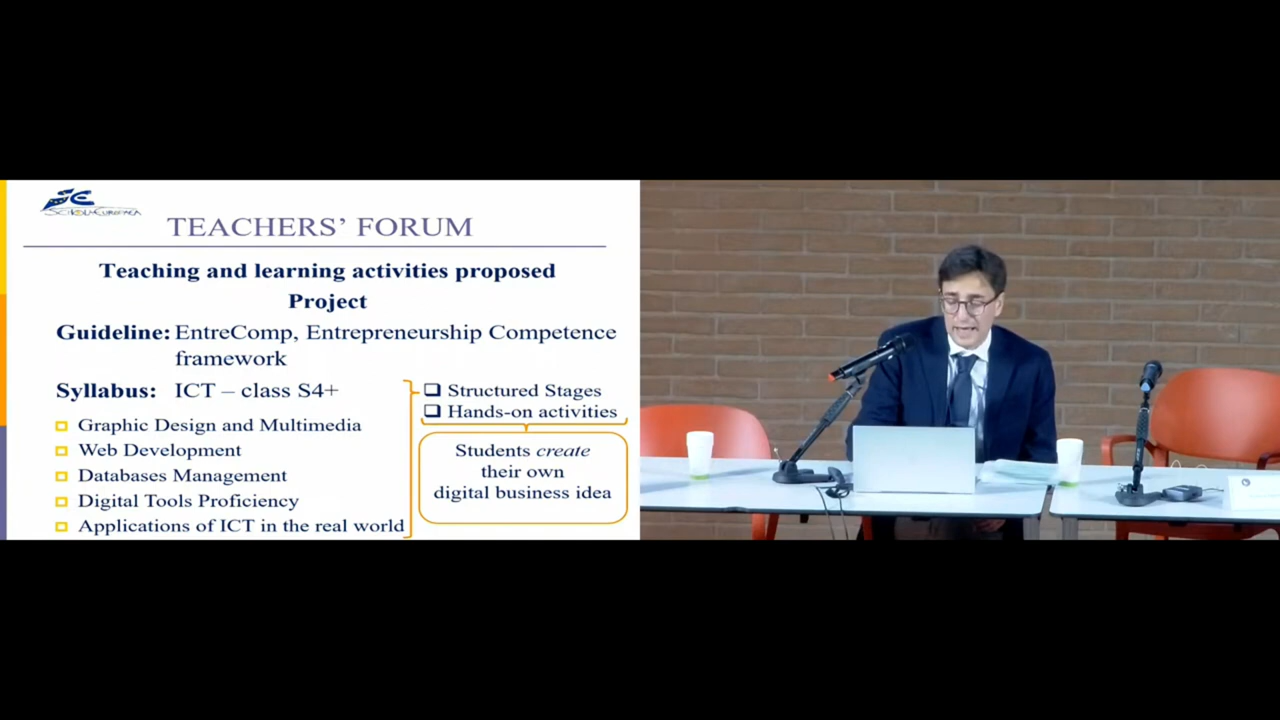 SCHOLA EUROPAEA
TEACHERS’ FORUM
Teaching and learning activities proposed
Project
Guideline: EntreComp, Entrepreneurship Competence
framework
Syllabus: ICT – class S4+
Graphic Design and Multimedia
Web Development
Databases Management
Digital Tools Proficiency
Applications of ICT in the real world
Structured Stages
Hands-on activities
Students create
their own
digital business idea